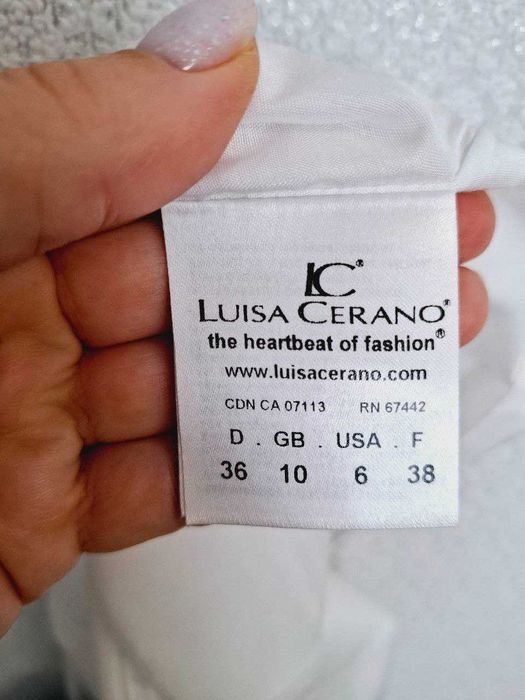 LC®
LUISA CERANO®
the heartbeat of fashion®
www.luisacerano.com
CDN CA 07113 RN 67442
D . GB . USA . F
36 10 6 38